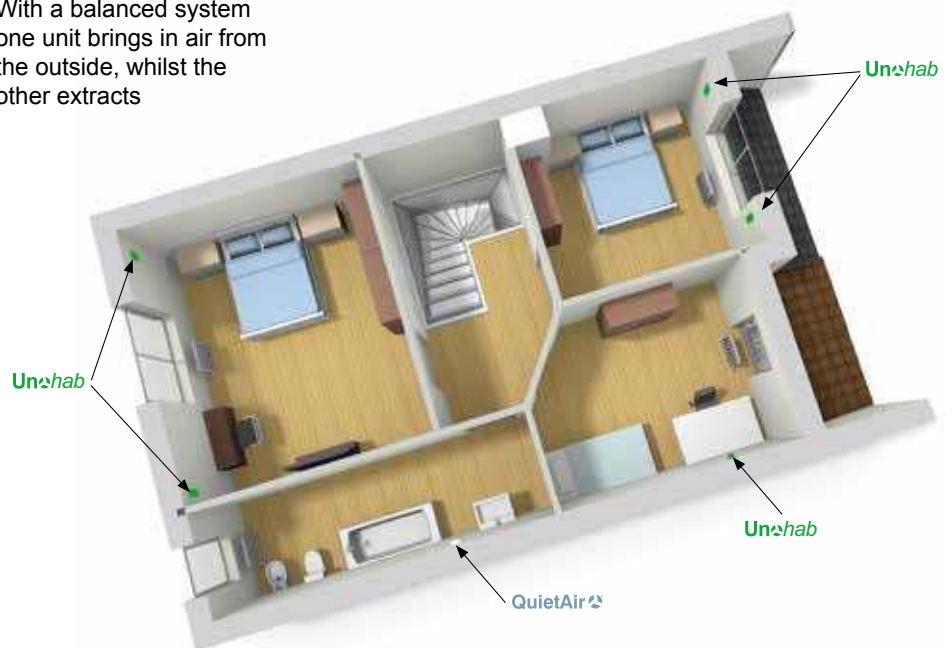 With a balanced system
one unit brings in air from
the outside, whilst the
other extracts
Unohab
Unohab
Unohab
QuietAir